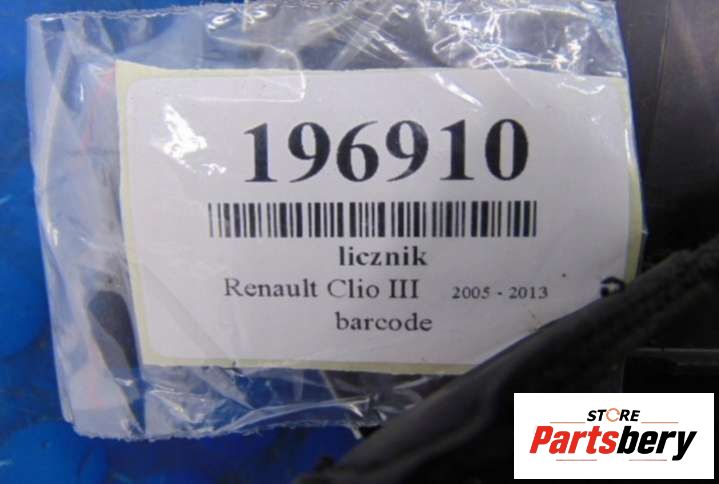 196910
licznik
Renault Clio III 2005 - 2013
barcode
STORE
Partsbery